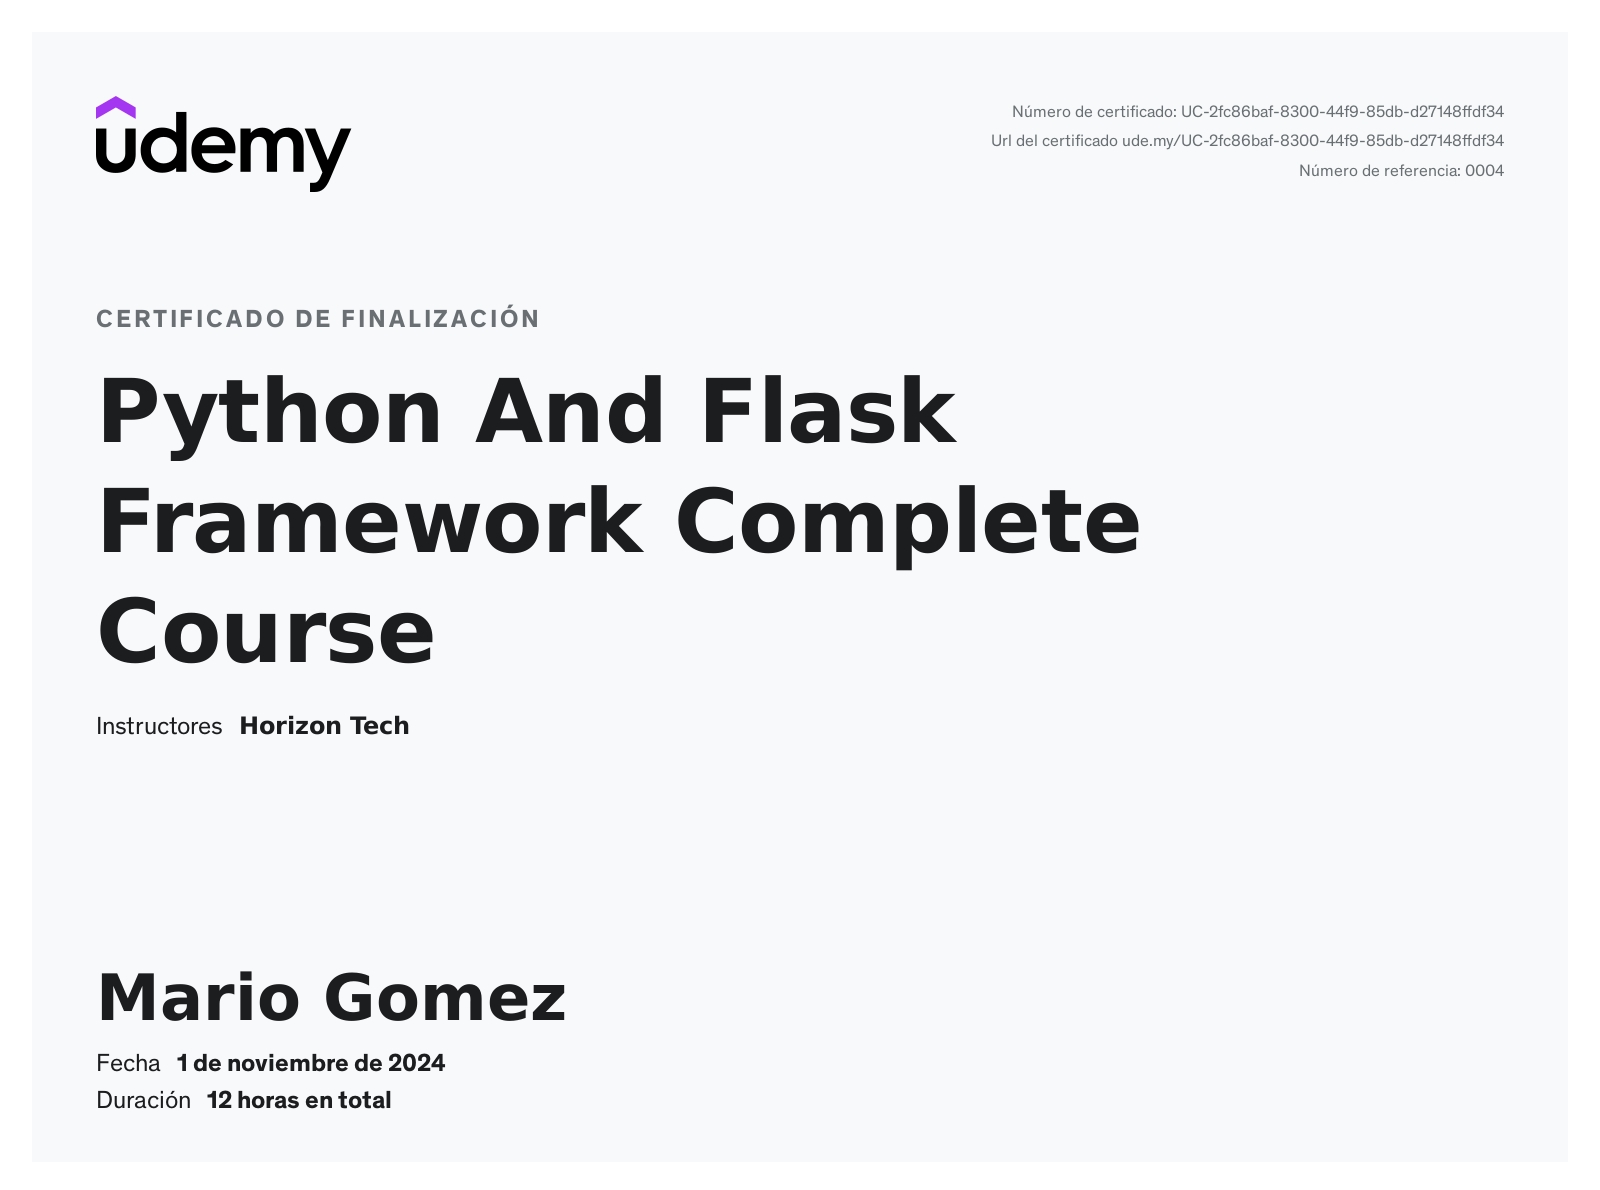 udemy
Número de certificado: UC-2fc86baf-8300-44f9-85db-d27148ffdf34
Url del certificado ude.my/UC-2fc86baf-8300-44f9-85db-d27148ffdf34
Número de referencia: 0004
CERTIFICADO DE FINALIZACIÓN
Python And Flask
Framework Complete
Course
Instructores Horizon Tech
Mario Gomez
Fecha 1 de noviembre de 2024
Duración 12 horas en total